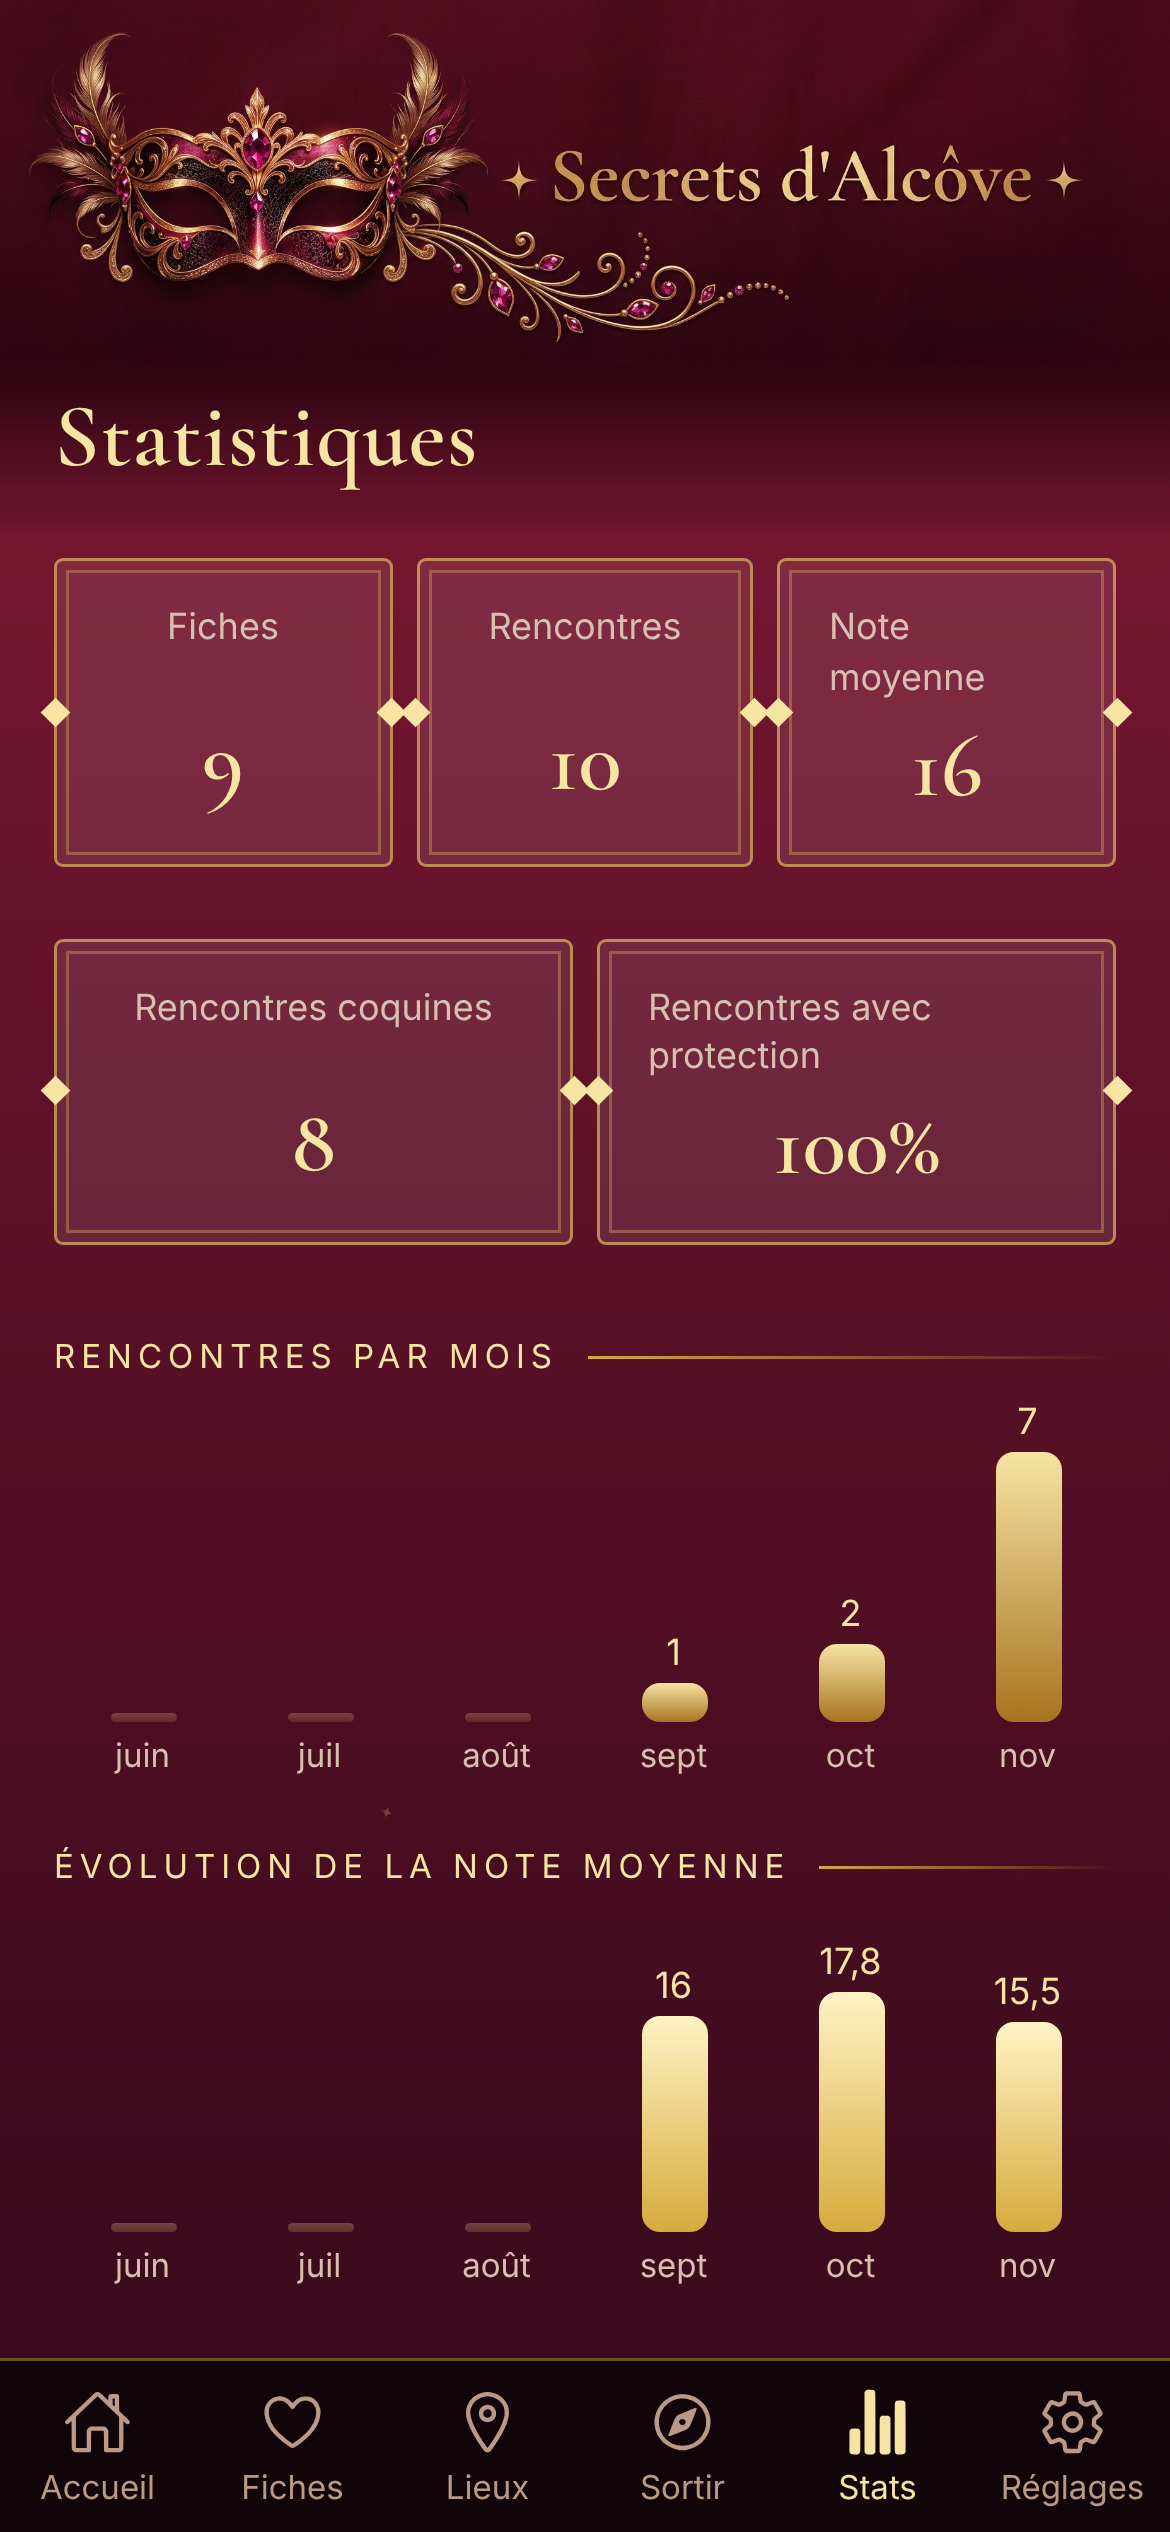 Secrets d'Alcôve
Statistiques
Fiches
9
Rencontres
10
Note
moyenne
16
Rencontres coquines
8
Rencontres avec
protection
100%
RENCONTRES PAR MOIS
1
2
7
juin juil août sept oct nov
ÉVOLUTION DE LA NOTE MOYENNE
16
17,8
15,5
juin juil août sept oct nov
Accueil Fiches Lieux Sortir Stats Réglages